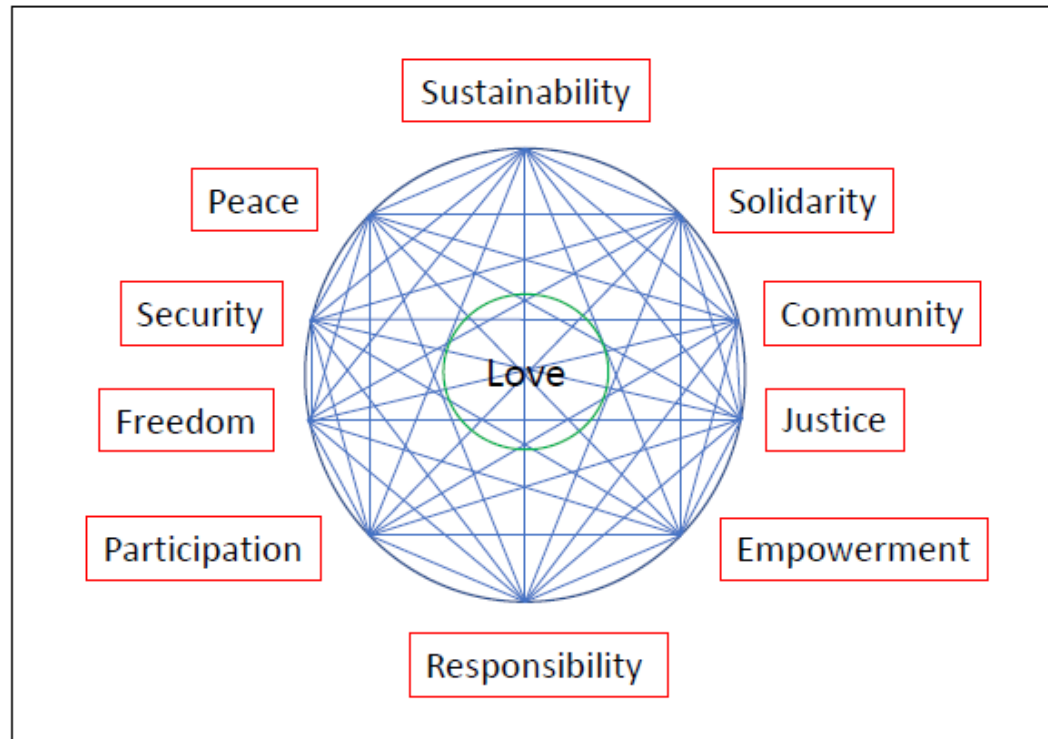 Sustainability
Peace
Solidarity
Security
Community
Love
Freedom
Justice
Participation
Empowerment
Responsibility